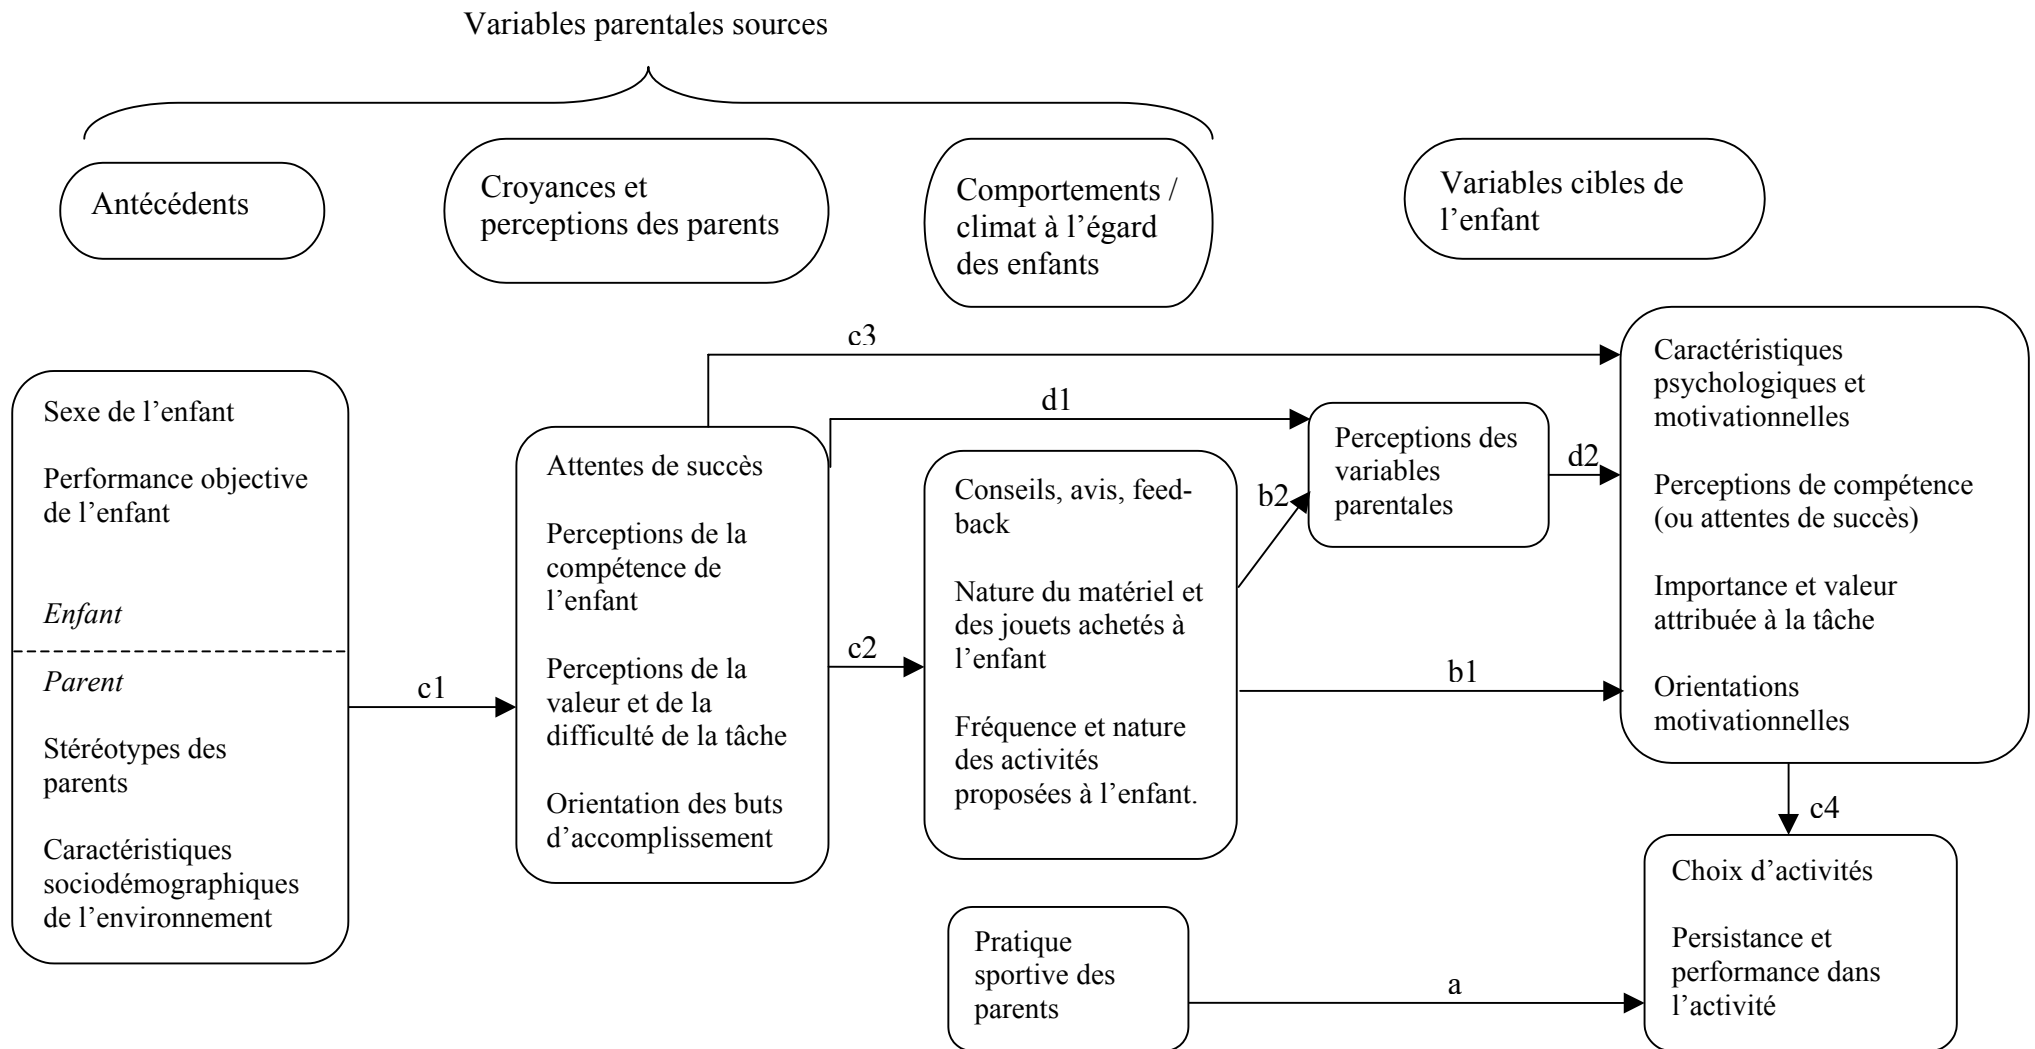 Variables parentales sources
Antécédents
Croyances et
perceptions des parents
Comportements /
climat à l’égard
des enfants
Variables cibles de
l’enfant
Sexe de l’enfant
Performance objective
de l’enfant
Enfant
Parent
Stéréotypes des
parents
Caractéristiques
sociodémographiques
de l’environnement
c1
Attentes de succès
Perceptions de la
compétence de
l’enfant
Perceptions de la
valeur et de la
difficulté de la tâche
Orientation des buts
d’accomplissement
c3
d1
c2
Conseils, avis, feed-
back
Nature du matériel et
des jouets achetés à
l’enfant
Fréquence et nature
des activités
proposées à l’enfant.
b2
Perceptions des
variables
parentales
d2
b1
Caractéristiques
psychologiques et
motivationnelles
Perceptions de compétence
(ou attentes de succès)
Importance et valeur
attribuée à la tâche
Orientations
motivationnelles
c4
Pratique
sportive des
parents
a
Choix d’activités
Persistance et
performance dans
l’activité